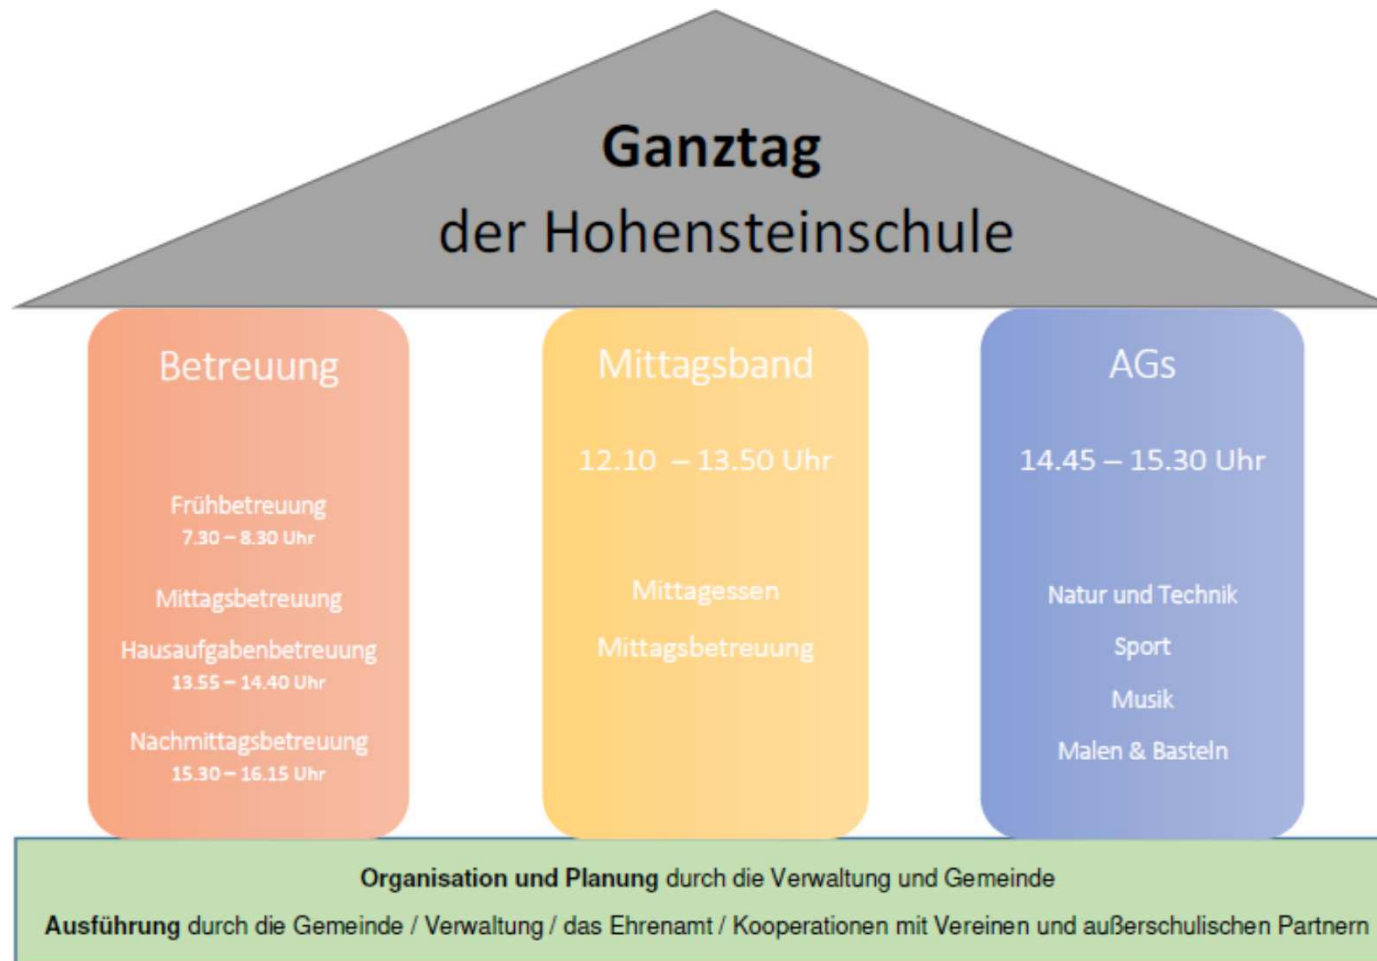 Ganztag
der Hohensteinschule
Betreuung
Frühbetreuung
7.30 – 8.30 Uhr
Mittagsbetreuung
Hausaufgabenbetreuung
13.55 – 14.40 Uhr
Nachmittagsbetreuung
15.30 – 16.15 Uhr
Mittagsband
12.10 – 13.50 Uhr
Mittagessen
Mittagsbetreuung
AGs
14.45 – 15.30 Uhr
Natur und Technik
Sport
Musik
Malen & Basteln
Organisation und Planung durch die Verwaltung und Gemeinde
Ausführung durch die Gemeinde / Verwaltung / das Ehrenamt / Kooperationen mit Vereinen und außerschulischen Partnern